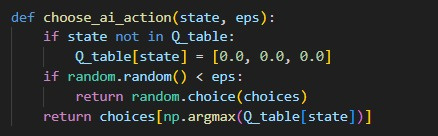 def choose_ai_action(state, eps):
    if state not in Q_table:
        Q_table[state] = [0.0, 0.0, 0.0]
    if random.random() < eps:
        return random.choice(choices)
    return choices[np.argmax(Q_table[state])]